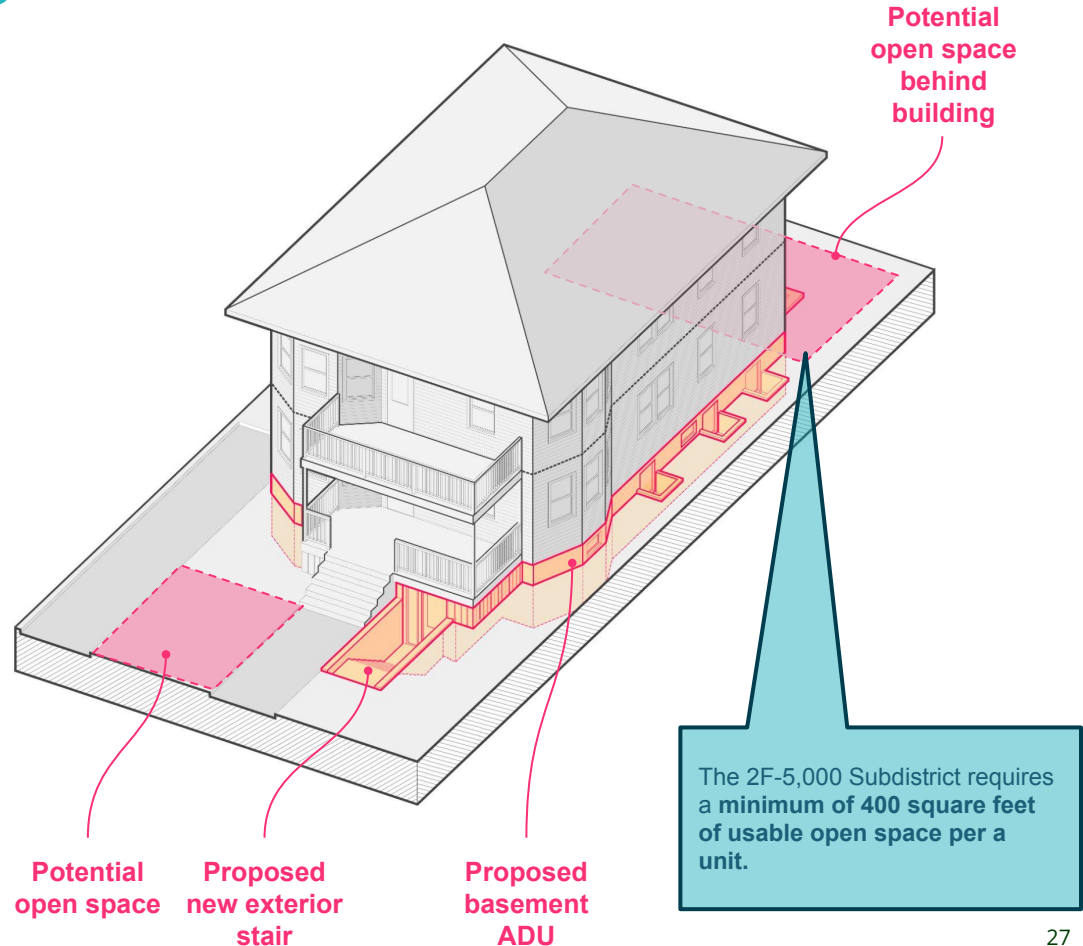 Potential
open space
behind
building
The 2F-5,000 Subdistrict requires
a minimum of 400 square feet
of usable open space per a
unit.
Potential
open space
Proposed
new exterior
stair
Proposed
basement
ADU
27